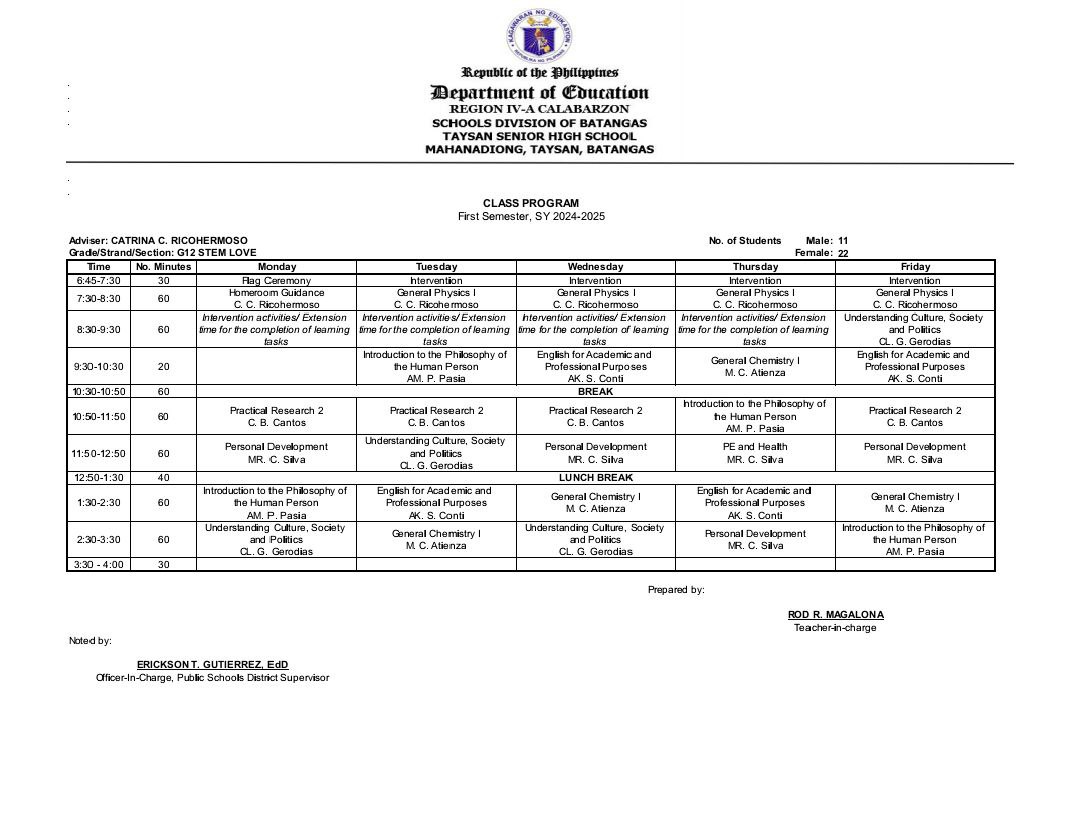 KAGAWARAN NG EDUKASYON
REPUBLIKA NG PILIPINAS
Republic of the Philippines
Department of Education
REGION IV-A CALABARZON
SCHOOLS DIVISION OF BATANGAS
TAYSAN SENIOR HIGH SCHOOL
MAHANADIONG, TAYSAN, BATANGAS
CLASS PROGRAM
First Semester, SY 2024-2025
Adviser: CATRINA C. RICOHERMOSO No. of Students Male: 11
Grade/Strand/Section: G12 STEM LOVE Female: 22
Time No. Minutes Monday Tuesday Wednesday Thursday Friday
6:45-7:30 30 Flag Ceremony Intervention Intervention Intervention Intervention
7:30-8:30 60
Homeroom Guidance
C. C. Ricohermoso
General Physics I
C. C. Ricohermoso
General Physics I
C. C. Ricohermoso
General Physics I
C. C. Ricohermoso
General Physics I
C. C. Ricohermoso
8:30-9:30 60
Intervention activities/ Extension
time for the completion of learning
tasks
Intervention activities/ Extension
time for the completion of learning
tasks
Intervention activities/ Extension
time for the completion of learning
tasks
Intervention activities/ Extension
time for the completion of learning
tasks
Understanding Culture, Society
and Politics
CL. G. Gerodias
9:30-10:30 20
Introduction to the Philosophy of
the Human Person
AM. P. Pasia
English for Academic and
Professional Purposes
AK. S. Conti
General Chemistry I
M. C. Atienza
English for Academic and
Professional Purposes
AK. S. Conti
10:30-10:50 60 BREAK
10:50-11:50 60
Practical Research 2
C. B. Cantos
Practical Research 2
C. B. Cantos
Practical Research 2
C. B. Cantos
Introduction to the Philosophy of
the Human Person
AM. P. Pasia
Practical Research 2
C. B. Cantos
11:50-12:50 60
Personal Development
MR. C. Silva
Understanding Culture, Society
and Politics
CL. G. Gerodias
Personal Development
MR. C. Silva
PE and Health
MR. C. Silva
Personal Development
MR. C. Silva
12:50-1:30 40 LUNCH BREAK
1:30-2:30 60
Introduction to the Philosophy of
the Human Person
AM. P. Pasia
English for Academic and
Professional Purposes
AK. S. Conti
General Chemistry I
M. C. Atienza
English for Academic and
Professional Purposes
AK. S. Conti
General Chemistry I
M. C. Atienza
2:30-3:30 60
Understanding Culture, Society
and Politics
CL. G. Gerodias
General Chemistry I
M. C. Atienza
Understanding Culture, Society
and Politics
CL. G. Gerodias
Personal Development
MR. C. Silva
Introduction to the Philosophy of
the Human Person
AM. P. Pasia
3:30 - 4:00 30
Prepared by:
ROD R. MAGALONA
Teacher-in-charge
Noted by:
ERICKSON T. GUTIERREZ, EdD
Officer-In-Charge, Public Schools District Supervisor